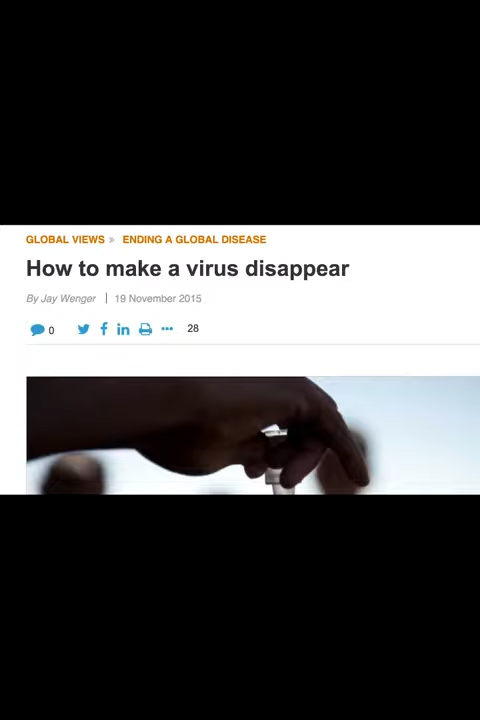 GLOBAL VIEWS » ENDING A GLOBAL DISEASE
How to make a virus disappear
By Jay Wenger | 19 November 2015
0 28